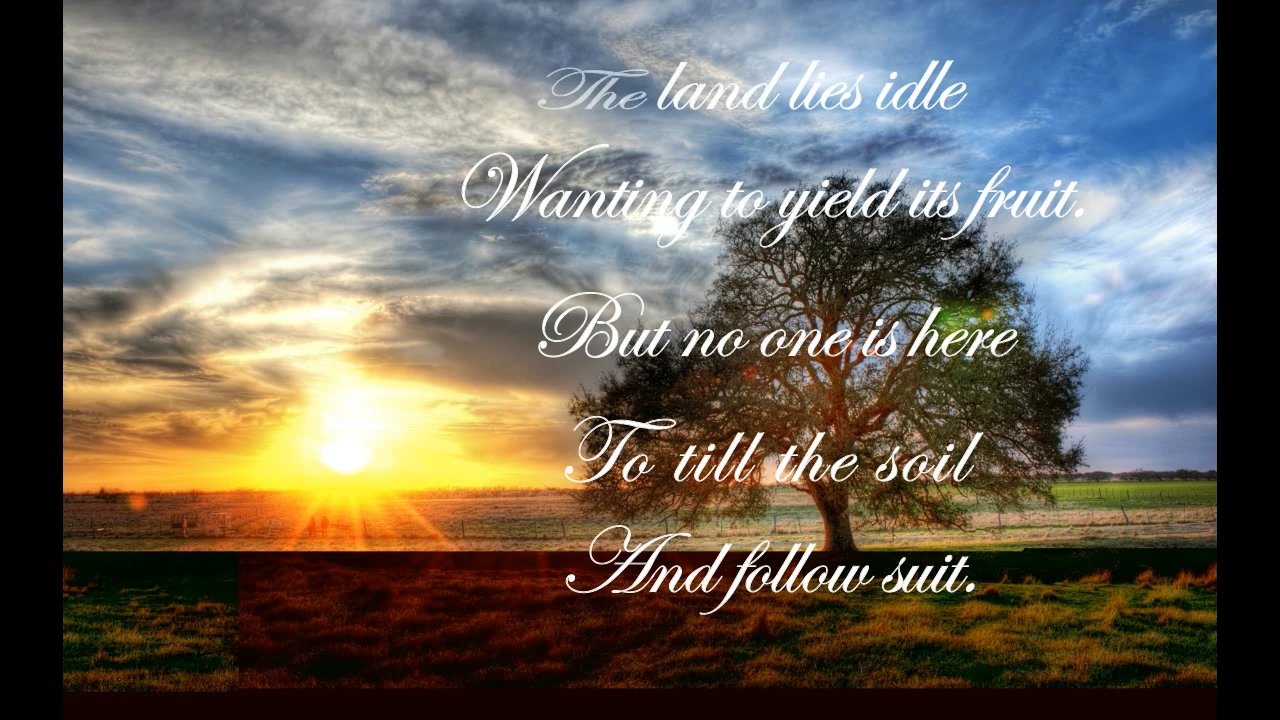 The land lies idle
Wanting to yield its fruit.
But no one is here
To till the soil
And follow suit.